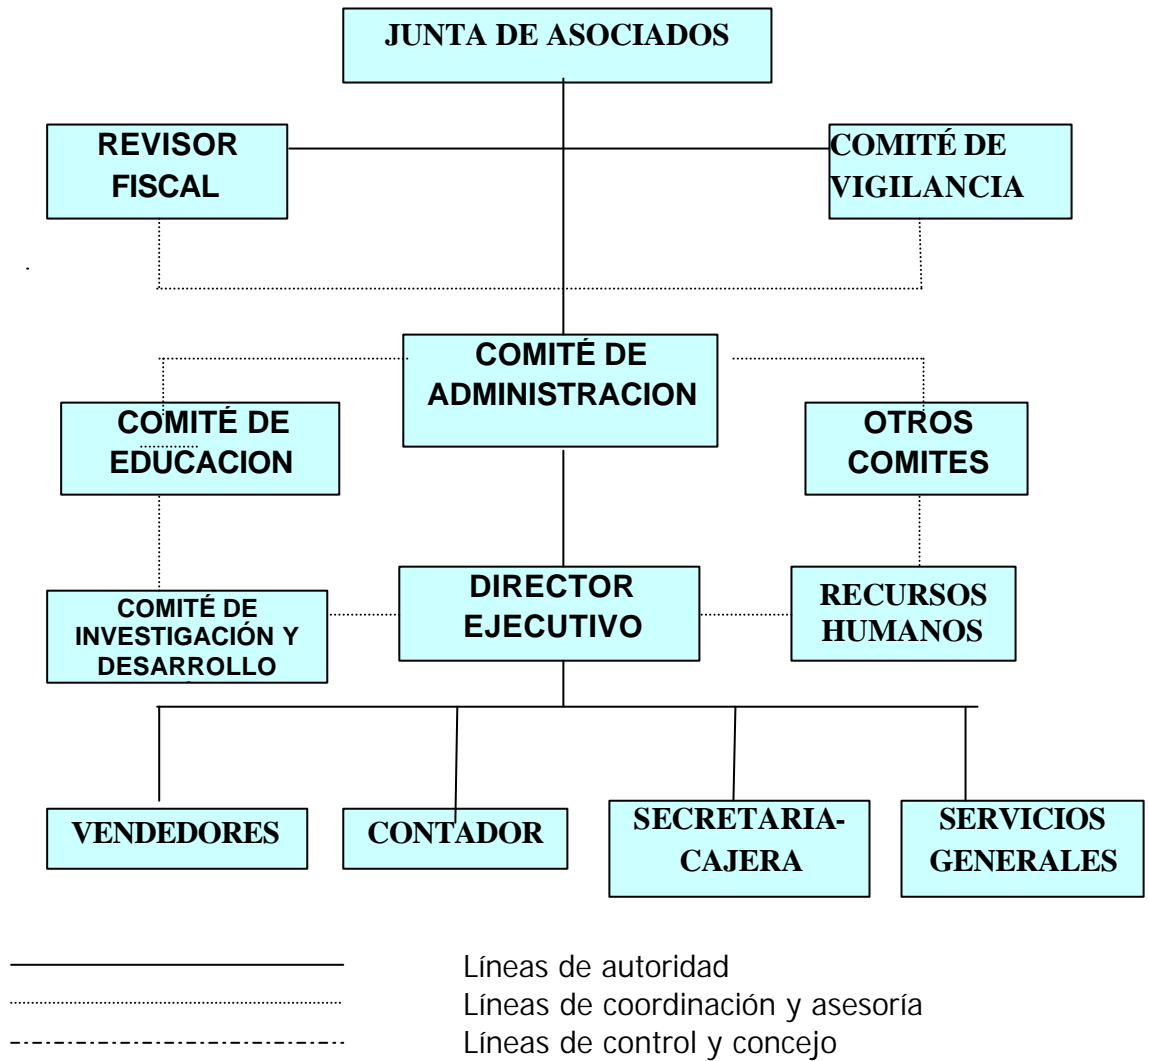 JUNTA DE ASOCIADOS
REVISOR
FISCAL
COMITÉ DE
VIGILANCIA
COMITÉ DE
ADMINISTRACION
COMITÉ DE
EDUCACION
OTROS
COMITES
COMITÉ DE
INVESTIGACIÓN Y
DESARROLLO
DIRECTOR
EJECUTIVO
RECURSOS
HUMANOS
VENDEDORES
CONTADOR
SECRETARIA-
CAJERA
SERVICIOS
GENERALES
Líneas de autoridad
Líneas de coordinación y asesoría
Líneas de control y concejo